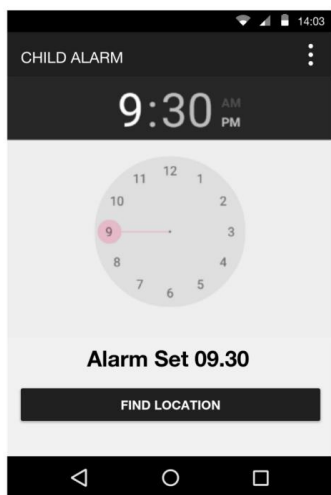 14:03
CHILD ALARM
9:30 AM
PM
12
11 1
10 2
9 3
8 4
7 5
6
Alarm Set 09.30
FIND LOCATION